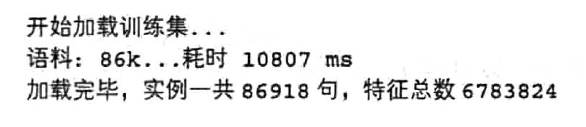 开始加载训练集...
语料：86k...耗时 10807 ms
加载完毕，实例一共 86918 句，特征总数 6783824